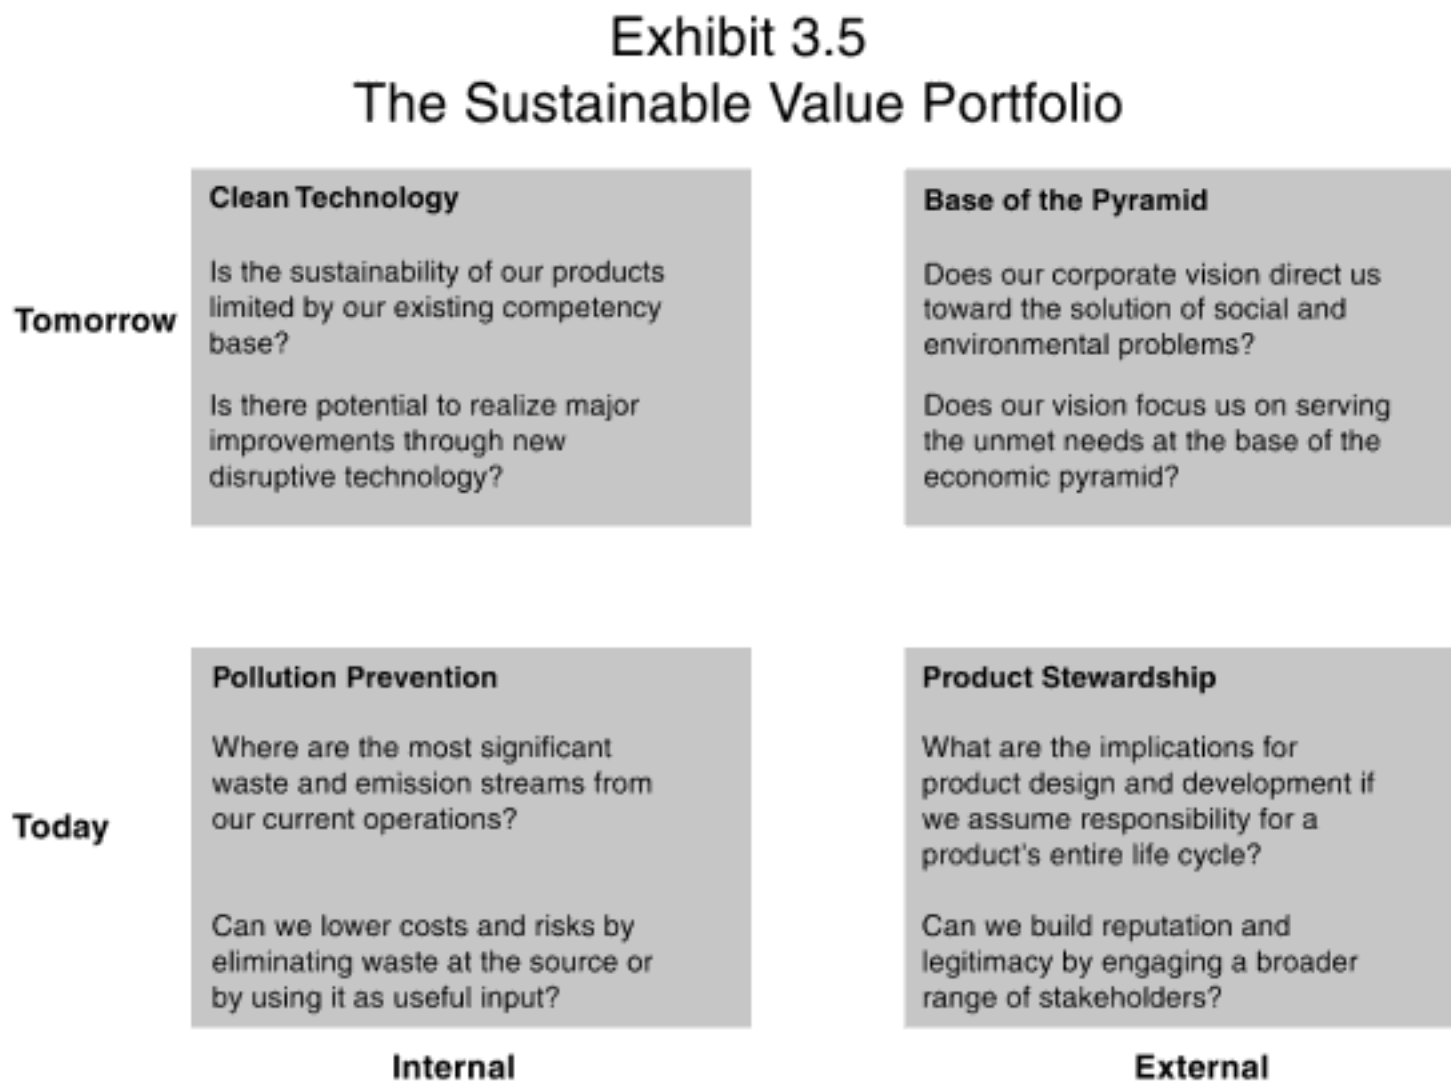 Exhibit 3.5
The Sustainable Value Portfolio
Clean Technology
Is the sustainability of our products
limited by our existing competency
base?
Is there potential to realize major
improvements through new
disruptive technology?
Base of the Pyramid
Does our corporate vision direct us
toward the solution of social and
environmental problems?
Does our vision focus us on serving
the unmet needs at the base of the
economic pyramid?
Tomorrow
Pollution Prevention
Where are the most significant
waste and emission streams from
our current operations?
Can we lower costs and risks by
eliminating waste at the source or
by using it as useful input?
Product Stewardship
What are the implications for
product design and development if
we assume responsibility for a
product's entire life cycle?
Can we build reputation and
legitimacy by engaging a broader
range of stakeholders?
Today
Internal
External